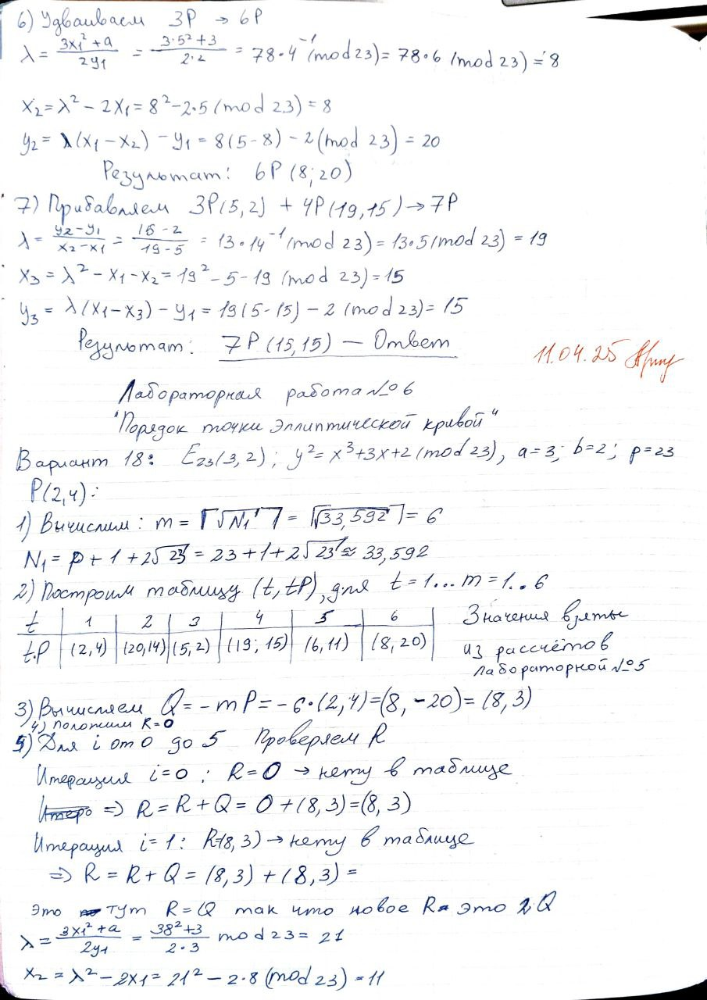 6) Удваиваем 3P → 6P
λ = (3x₁² + a)/(2y₁) = (3·5² + 3)/(2·2) = 78·4⁻¹ (mod 23) = 78·6 (mod 23) = 8
x₂ = λ² − 2x₁ = 8² − 2·5 (mod 23) = 8
y₂ = λ(x₁ − x₂) − y₁ = 8(5 − 8) − 2 (mod 23) = 20
Результат: 6P (8; 20)
7) Прибавляем 3P(5,2) + 4P(19,15) → 7P
λ = (y₂ − y₁)/(x₂ − x₁) = (15 − 2)/(19 − 5) = 13·14⁻¹ (mod 23) = 13·5 (mod 23) = 19
x₃ = λ² − x₁ − x₂ = 19² − 5 − 19 (mod 23) = 15
y₃ = λ(x₁ − x₃) − y₁ = 19(5 − 15) − 2 (mod 23) = 15
Результат: 7P (15,15) — Ответ
11.04.25
Лабораторная работа №6
"Порядок точки эллиптической кривой"
Вариант 18: E₂₃(3, 2); y² = x³ + 3x + 2 (mod 23), a = 3; b = 2; p = 23
P(2,4):
1) Вычислим: m = ⌈√N₁⌉ = ⌈√33,592⌉ = 6
N₁ = p + 1 + 2√23 = 23 + 1 + 2√23 ≈ 33,592
2) Построим таблицу (t, tP), для t = 1...m = 1..6
t 1 2 3 4 5 6
t·P (2,4) (20,14) (5,2) (19; 15) (6,11) (8,20)
Значения взяты
из рассчётов
лабораторной №5
3) Вычисляем Q = −mP = −6·(2,4) = (8, −20) = (8, 3)
4) Положим R = 0
5) Для i от 0 до 5 Проверяем R
Итерация i = 0; R = 0 → нету в таблице
⇒ R = R + Q = 0 + (8, 3) = (8, 3)
Итерация i = 1: R=(8, 3) → нету в таблице
⇒ R = R + Q = (8, 3) + (8, 3) =
Это тут R = Q так что новое R это 2Q
λ = (3x₁² + a)/(2y₁) = (38² + 3)/(2·3) mod 23 = 21
x₂ = λ² − 2x₁ = 21² − 2·8 (mod 23) = 11